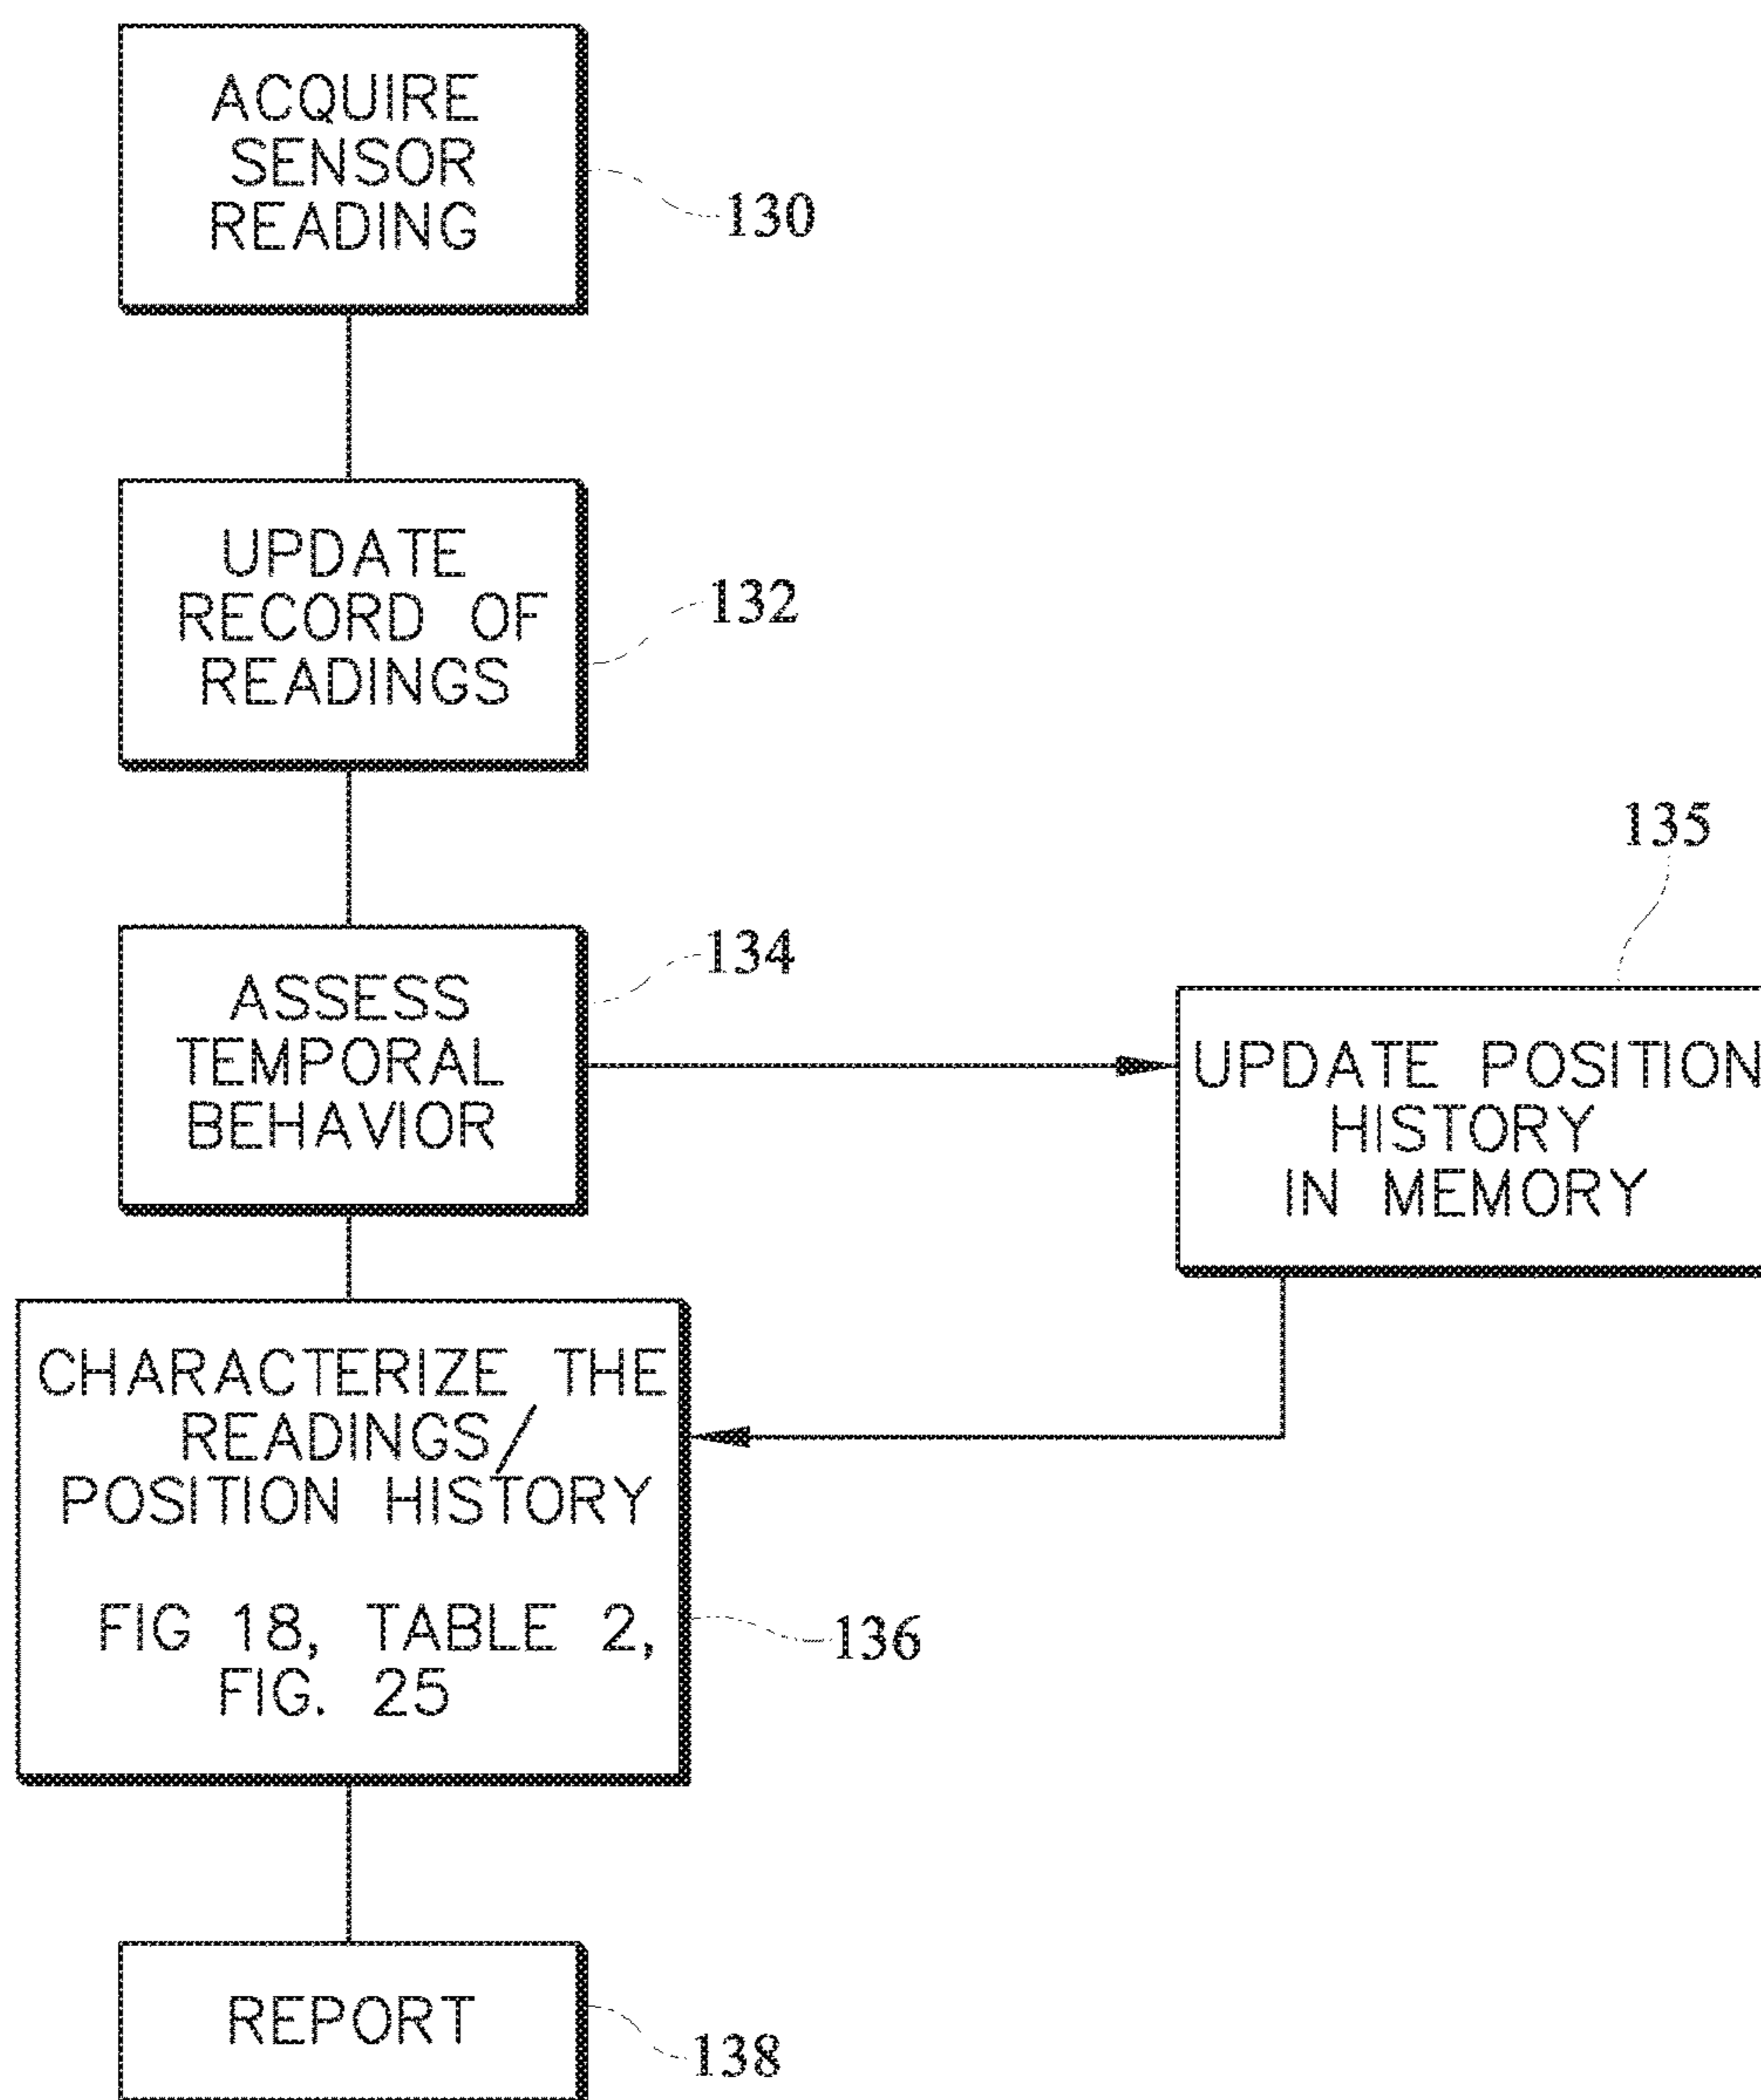 ACQUIRE
SENSOR
READING
130
UPDATE
RECORD OF
READINGS
132
135
ASSESS
TEMPORAL
BEHAVIOR
134
UPDATE POSITION
HISTORY
IN MEMORY
CHARACTERIZE THE
READINGS/
POSITION HISTORY
FIG 18, TABLE 2,
FIG. 25
136
REPORT
138